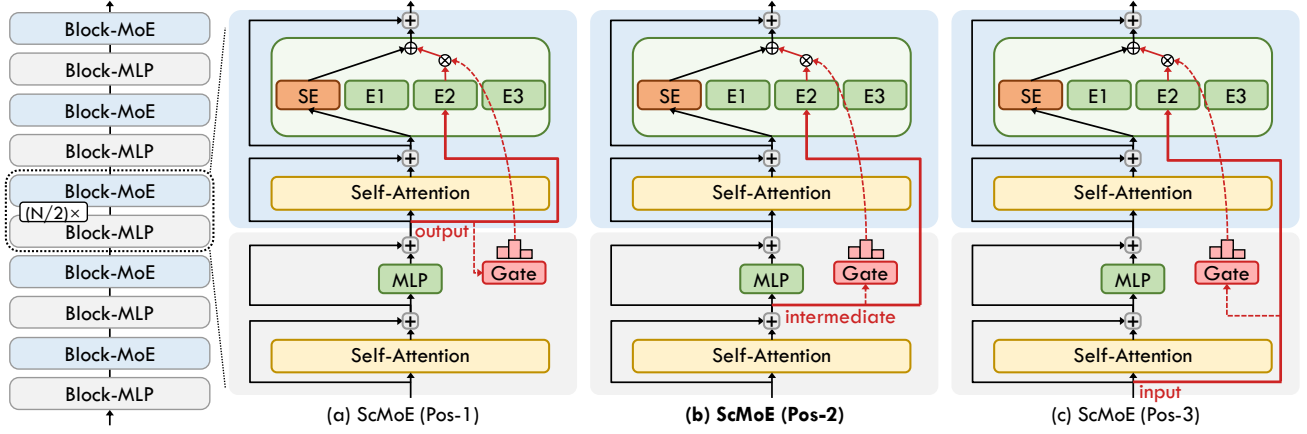 Block-MoE
Block-MLP
Block-MoE
Block-MLP
Block-MoE
(N/2)×
Block-MLP
Block-MoE
Block-MLP
Block-MoE
Block-MLP
SE E1 E2 E3
Self-Attention
output
MLP
Gate
Self-Attention
(a) ScMoE (Pos-1)
SE E1 E2 E3
Self-Attention
MLP
Gate
intermediate
Self-Attention
(b) ScMoE (Pos-2)
SE E1 E2 E3
Self-Attention
MLP
Gate
Self-Attention
input
(c) ScMoE (Pos-3)